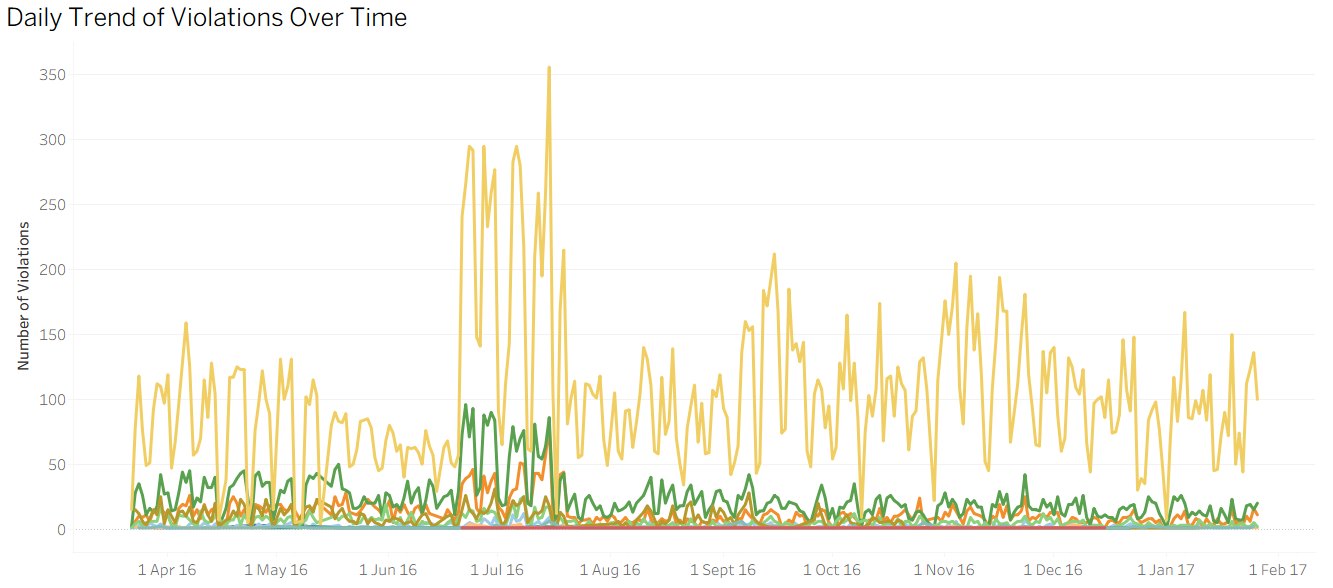 Daily Trend of Violations Over Time
Number of Violations
350
300
250
200
150
100
50
0
1 Apr 16 1 May 16 1 Jun 16 1 Jul 16 1 Aug 16 1 Sept 16 1 Oct 16 1 Nov 16 1 Dec 16 1 Jan 17 1 Feb 17